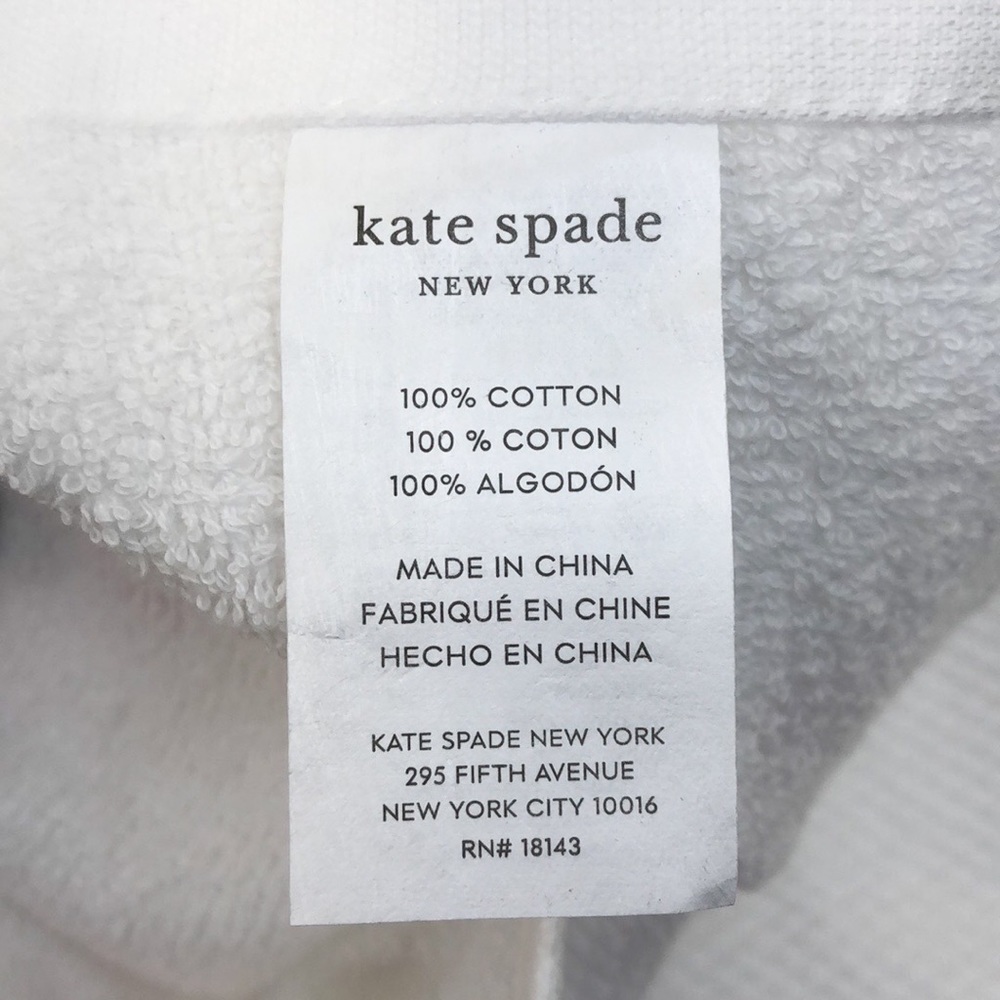 kate spade
NEW YORK
100% COTTON
100 % COTON
100% ALGODÓN
MADE IN CHINA
FABRIQUÉ EN CHINE
HECHO EN CHINA
KATE SPADE NEW YORK
295 FIFTH AVENUE
NEW YORK CITY 10016
RN# 18143